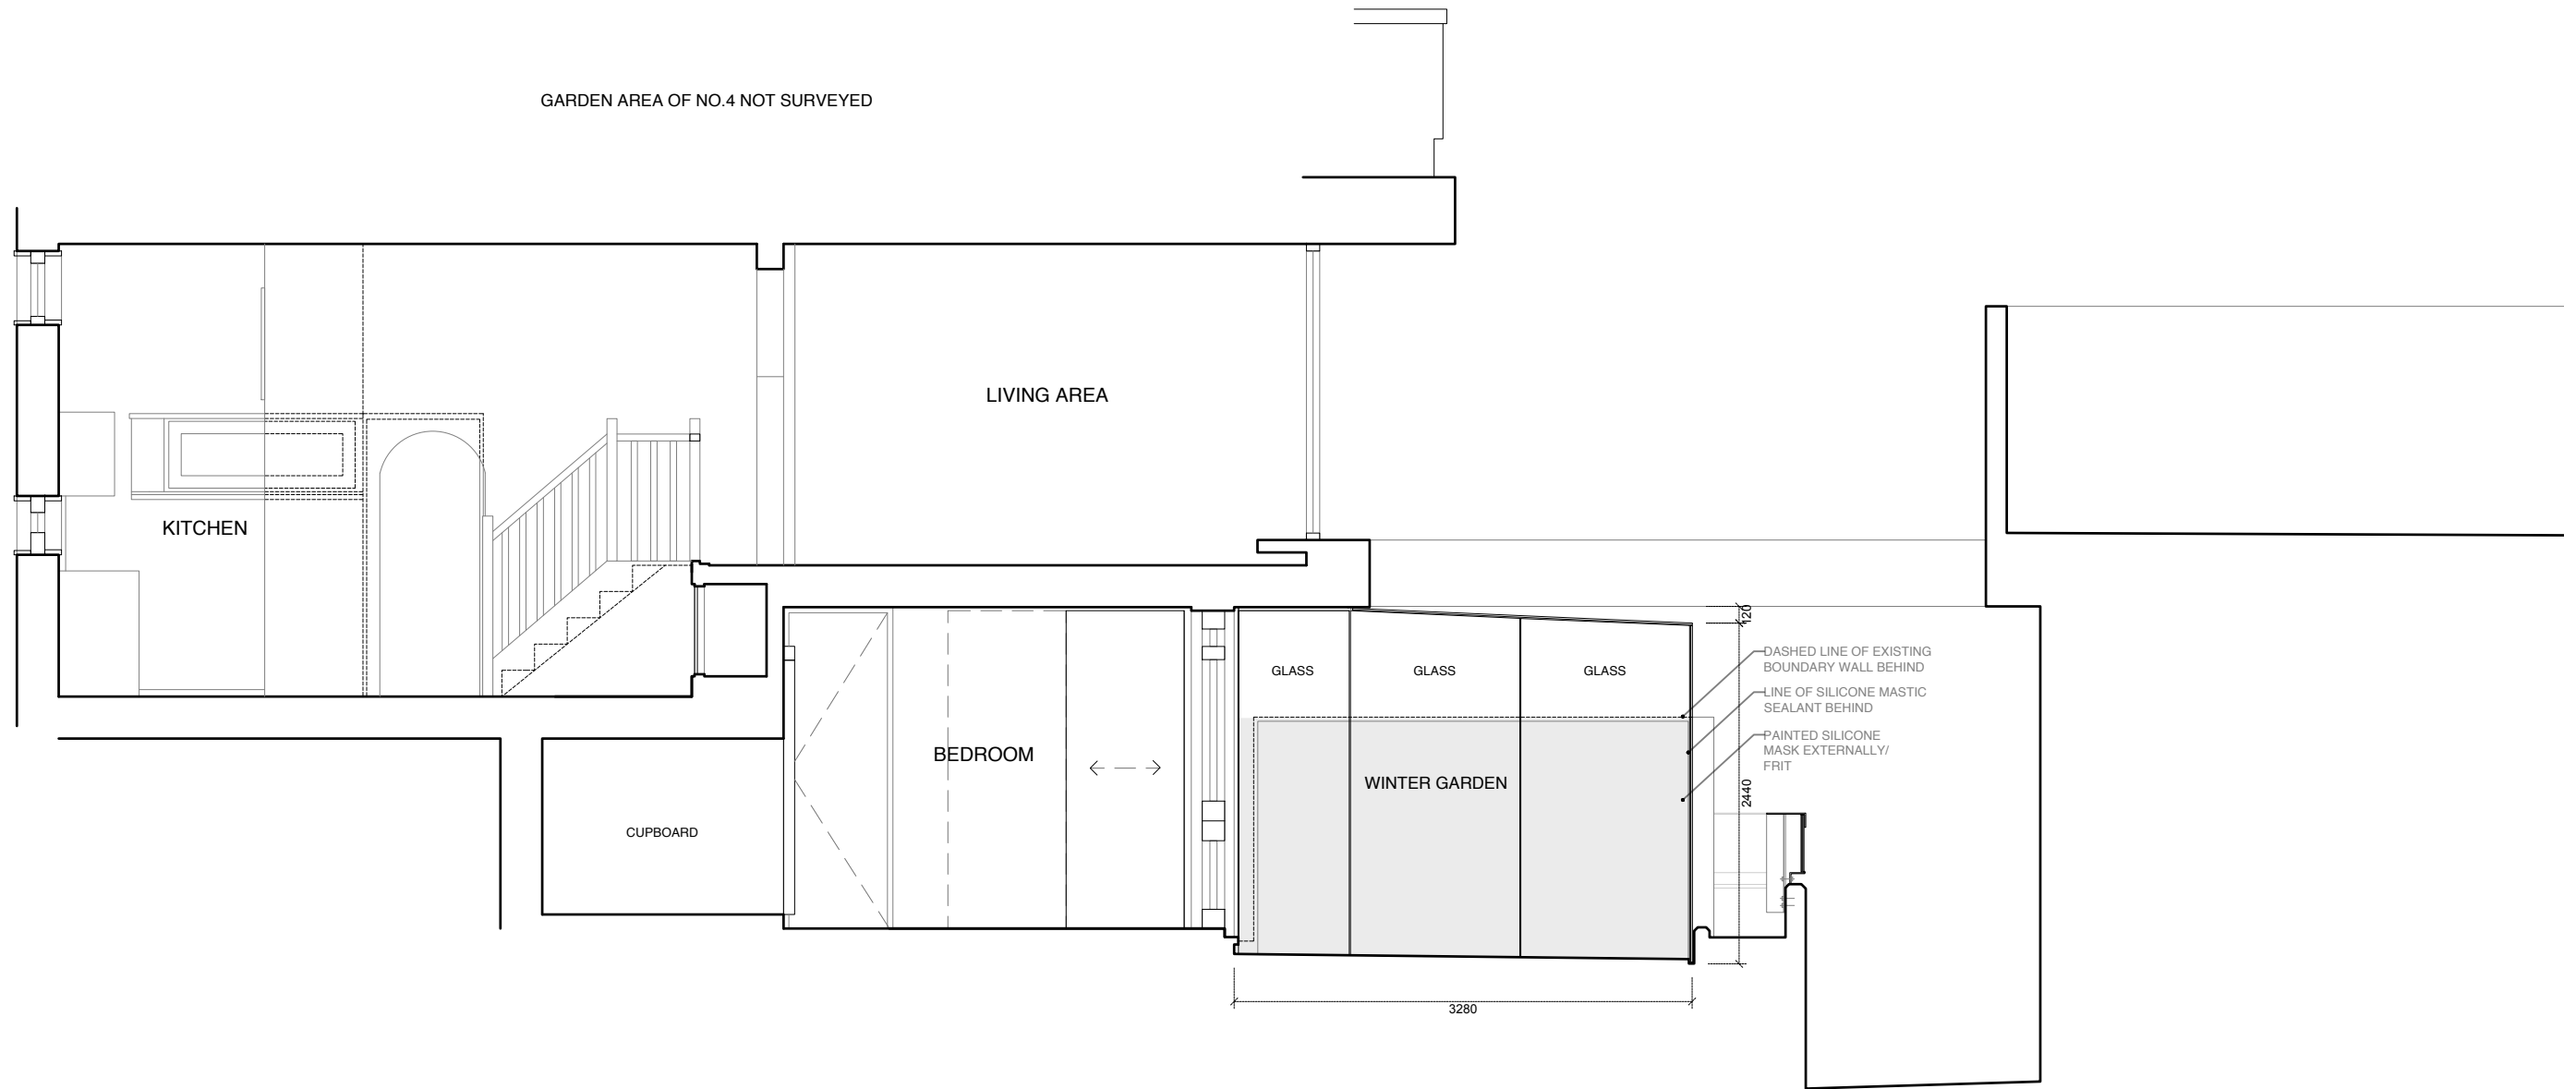 GARDEN AREA OF NO.4 NOT SURVEYED
LIVING AREA
KITCHEN
120
DASHED LINE OF EXISTING
BOUNDARY WALL BEHIND
GLASS
GLASS
GLASS
LINE OF SILICONE MASTIC
SEALANT BEHIND
PAINTED SILICONE
MASK EXTERNALLY/
FRIT
BEDROOM
WINTER GARDEN
2440
CUPBOARD
3280